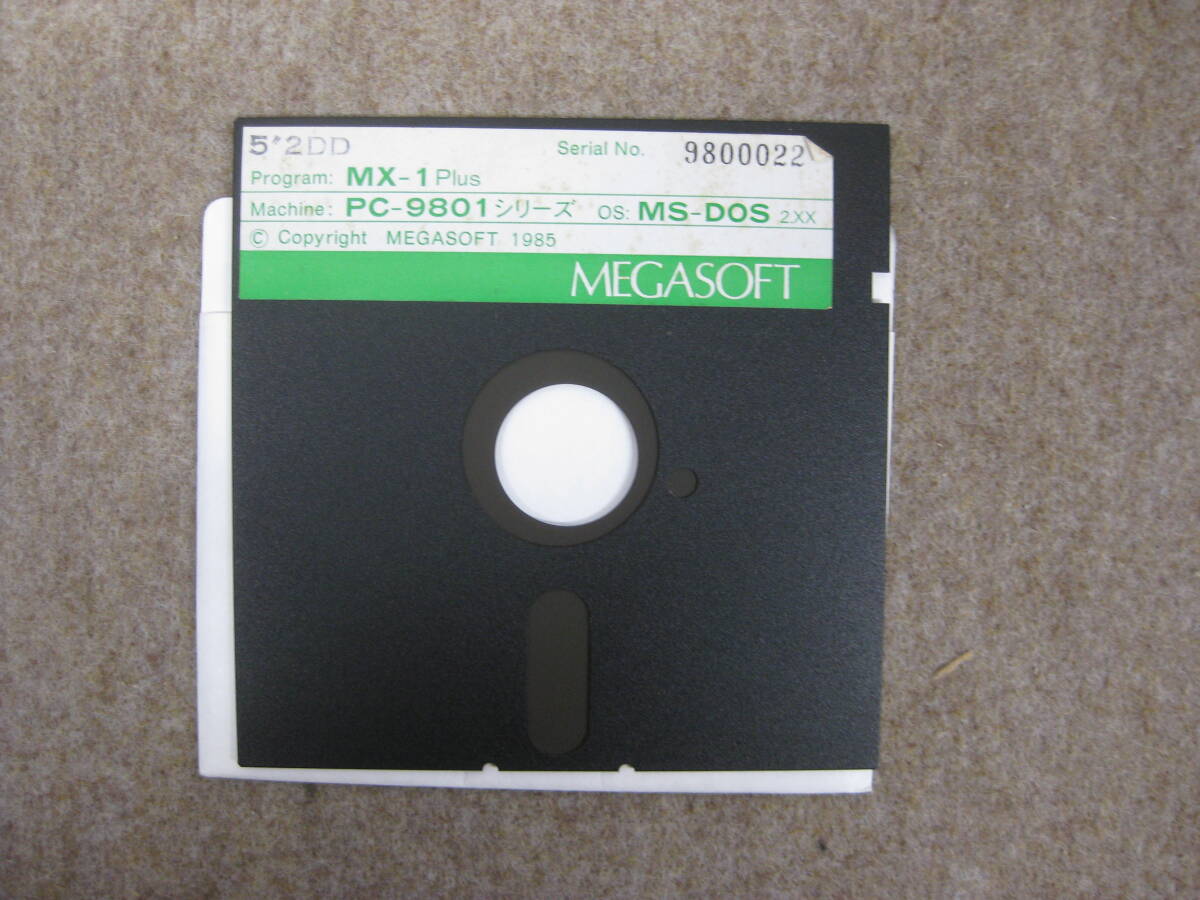 5"2DD Serial No. 9800022
Program: MX-1 Plus
Machine: PC-9801シリーズ OS: MS-DOS 2.XX
© Copyright MEGASOFT 1985
MEGASOFT